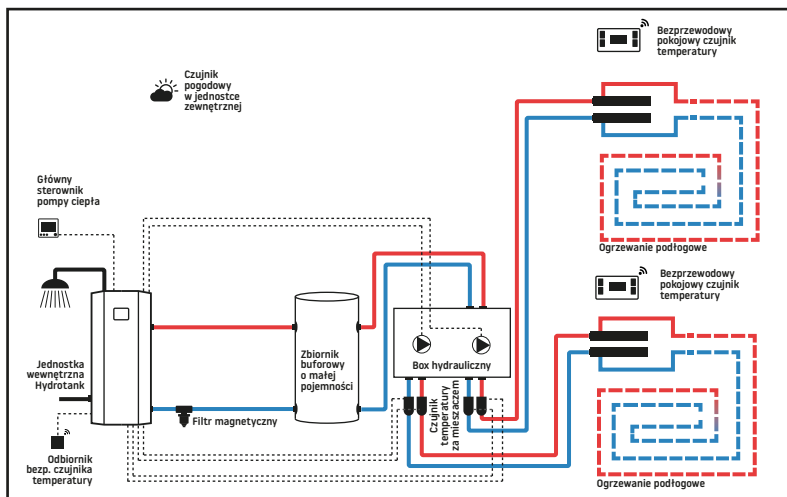 Bezprzewodowy
pokojowy czujnik
temperatury
Czujnik
pogodowy
w jednostce
zewnętrznej
Główny
sterownik
pompy ciepła
Ogrzewanie podłogowe
Bezprzewodowy
pokojowy czujnik
temperatury
Zbiornik
buforowy
o małej
pojemności
Box hydrauliczny
Jednostka
wewnętrzna
Hydrotank
Czujnik
temperatury
za mieszaczem
Filtr magnetyczny
Odbiornik
bezp. czujnika
temperatury
Ogrzewanie podłogowe